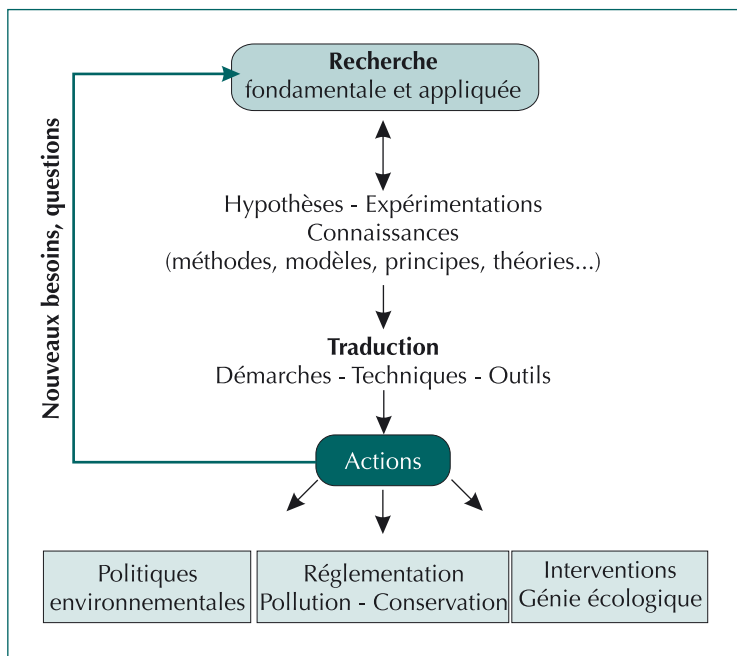 Recherche
fondamentale et appliquée
Nouveaux besoins, questions
Hypothèses - Expérimentations
Connaissances
(méthodes, modèles, principes, théories...)
Traduction
Démarches - Techniques - Outils
Actions
Politiques
environnementales
Réglementation
Pollution - Conservation
Interventions
Génie écologique